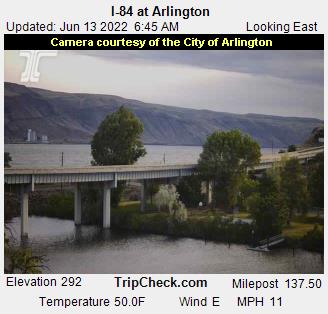 I-84 at Arlington
Updated: Jun 13 2022 6:45 AM Looking East
Camera courtesy of the City of Arlington
Elevation 292 TripCheck.com Milepost 137.50
Temperature 50.0F Wind E MPH 11